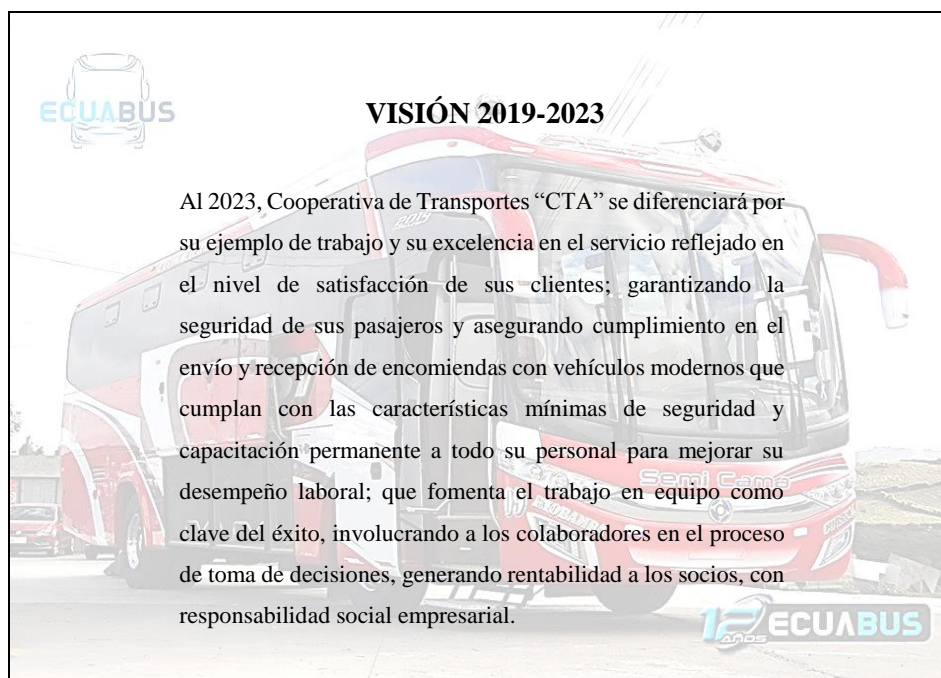 ECUABUS
VISIÓN 2019-2023
Al 2023, Cooperativa de Transportes “CTA” se diferenciará por
su ejemplo de trabajo y su excelencia en el servicio reflejado en
el nivel de satisfacción de sus clientes; garantizando la
seguridad de sus pasajeros y asegurando cumplimiento en el
envío y recepción de encomiendas con vehículos modernos que
cumplan con las características mínimas de seguridad y
capacitación permanente a todo su personal para mejorar su
desempeño laboral; que fomenta el trabajo en equipo como
clave del éxito, involucrando a los colaboradores en el proceso
de toma de decisiones, generando rentabilidad a los socios, con
responsabilidad social empresarial.
2019
Semi Cama
12 AÑOS ECUABUS